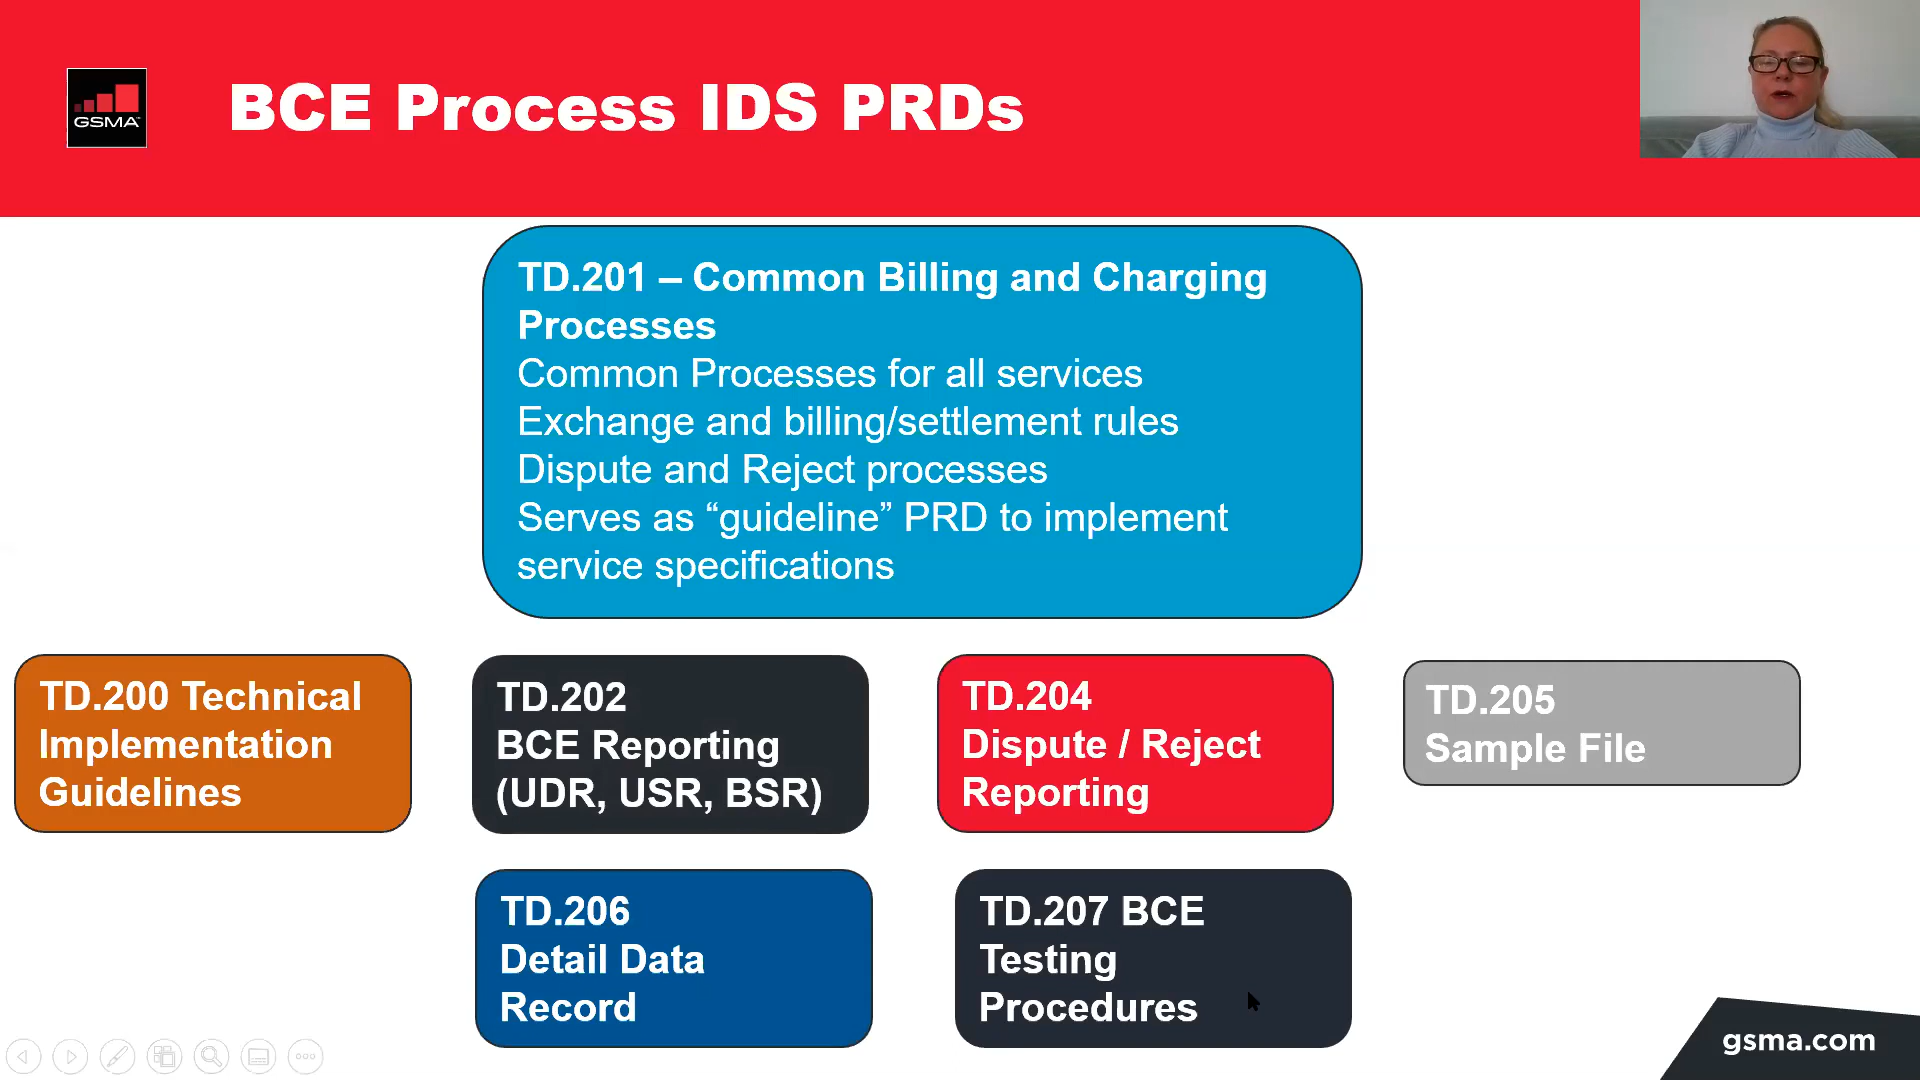 GSMA
BCE Process IDS PRDs
TD.201 – Common Billing and Charging
Processes
Common Processes for all services
Exchange and billing/settlement rules
Dispute and Reject processes
Serves as “guideline” PRD to implement
service specifications
TD.200 Technical
Implementation
Guidelines
TD.202
BCE Reporting
(UDR, USR, BSR)
TD.204
Dispute / Reject
Reporting
TD.205
Sample File
TD.206
Detail Data
Record
TD.207 BCE
Testing
Procedures
gsma.com